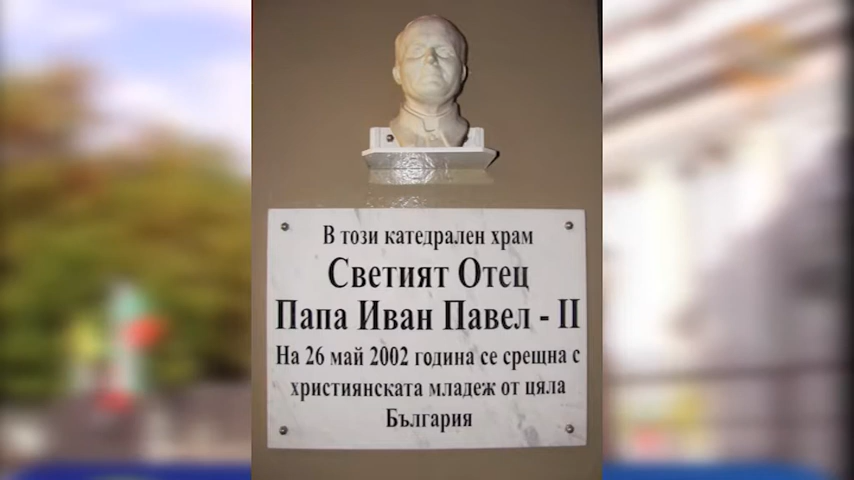 В този катедрален храм
Светият Отец
Папа Иван Павел - II
На 26 май 2002 година се срещна с
християнската младеж от цяла
България